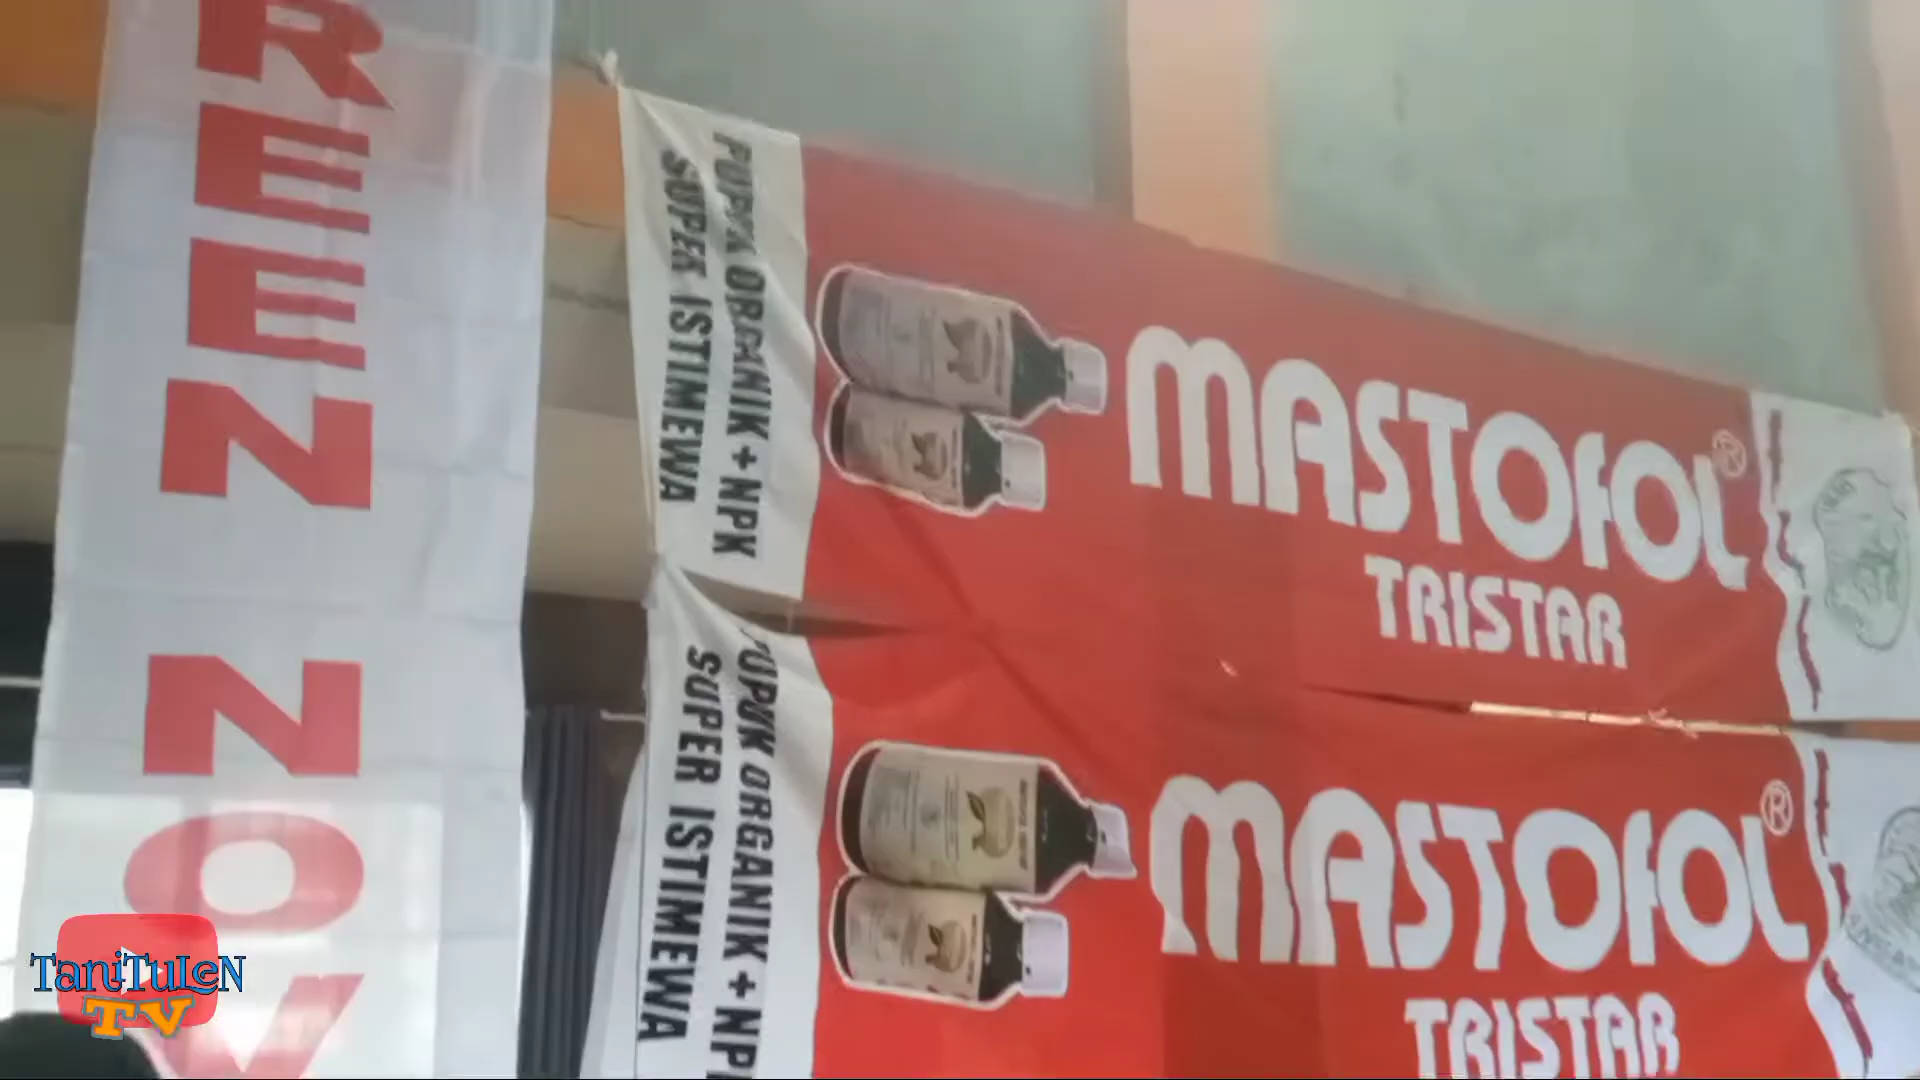 REEN NOV
PUPUK ORGANIK + NPK
SUPER ISTIMEWA
MASTOFOL®
TRISTAR
PUPUK ORGANIK + NPK
SUPER ISTIMEWA
MASTOFOL®
TRISTAR
TaniTuLeN
TV